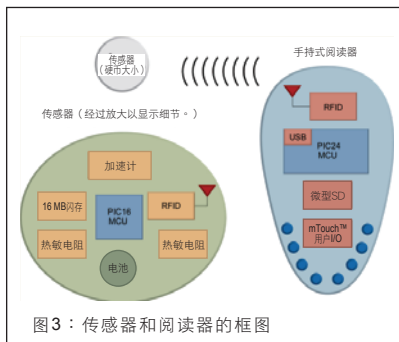 传感器
（硬币大小）
手持式阅读器
传感器（经过放大以显示细节。）
RFID
USB
PIC24
MCU
加速计
16 MB闪存
PIC16
MCU
RFID
微型SD
热敏电阻
热敏电阻
mTouch™
用户I/O
电池
图3：传感器和阅读器的框图